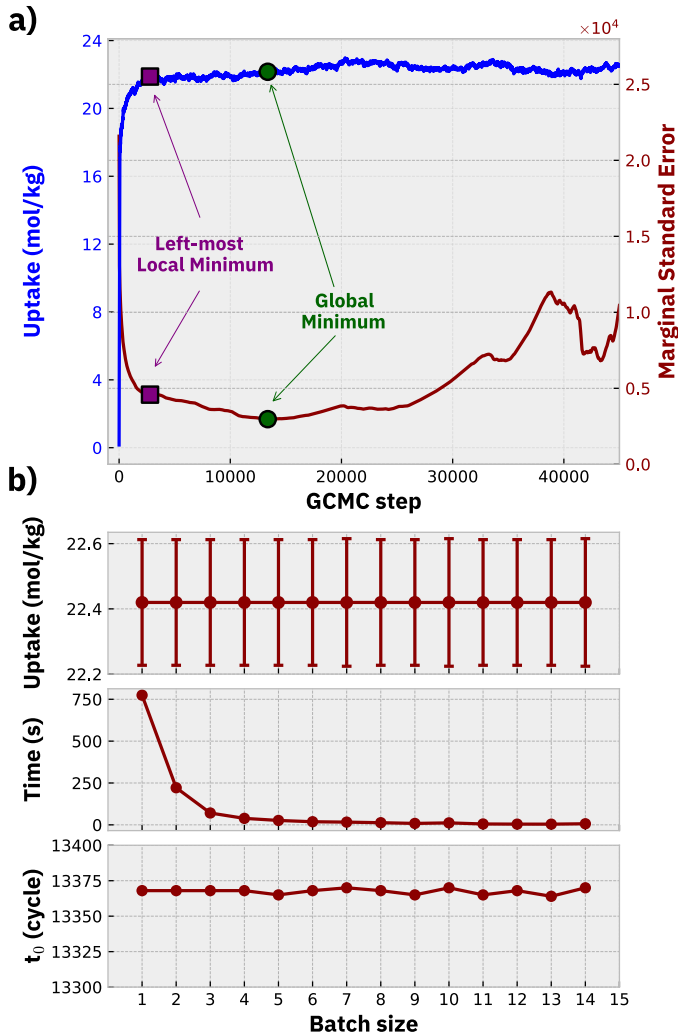 a)
×10⁴
24
20
16
12
8
4
0
Uptake (mol/kg)
2.5
2.0
1.5
1.0
0.5
0.0
Marginal Standard Error
Left-most
Local Minimum
Global
Minimum
0 10000 20000 30000 40000
GCMC step
b)
22.6
22.4
22.2
Uptake (mol/kg)
750
500
250
0
Time (s)
13400
13375
13350
13325
13300
t₀ (cycle)
1 2 3 4 5 6 7 8 9 10 11 12 13 14 15
Batch size